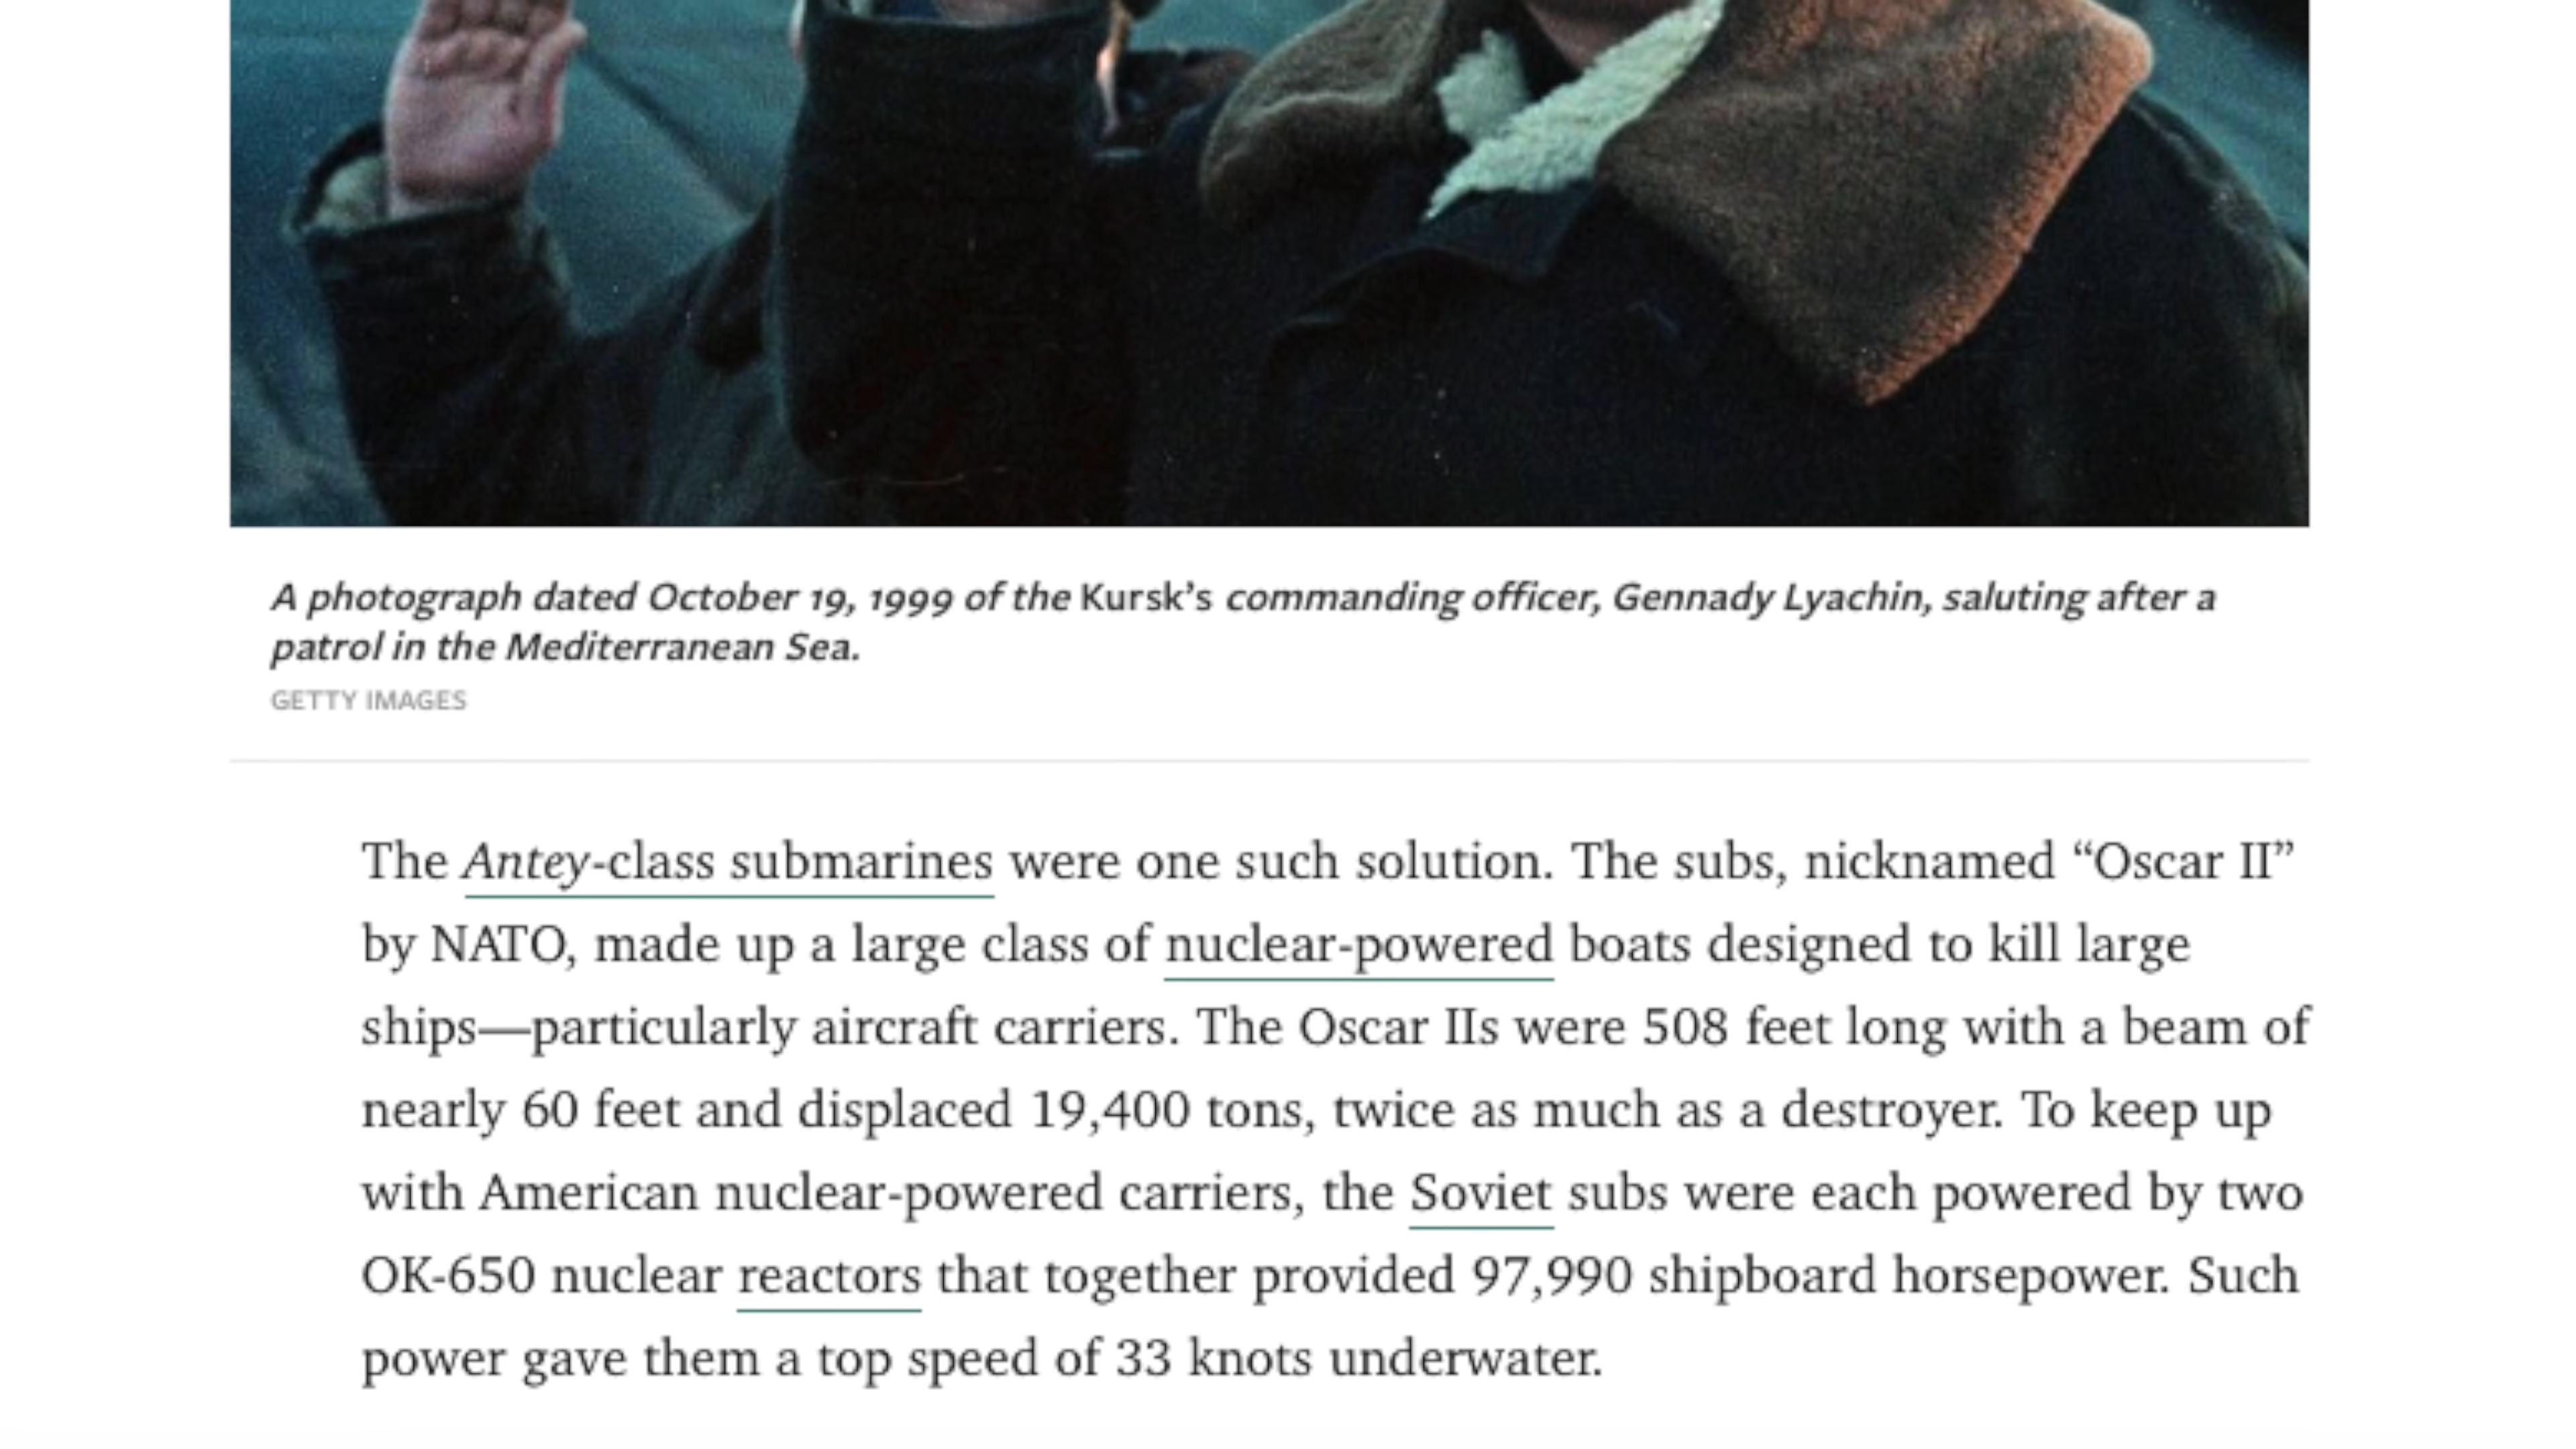 A photograph dated October 19, 1999 of the Kursk’s commanding officer, Gennady Lyachin, saluting after a
patrol in the Mediterranean Sea.
GETTY IMAGES
The Antey-class submarines were one such solution. The subs, nicknamed “Oscar II”
by NATO, made up a large class of nuclear-powered boats designed to kill large
ships—particularly aircraft carriers. The Oscar IIs were 508 feet long with a beam of
nearly 60 feet and displaced 19,400 tons, twice as much as a destroyer. To keep up
with American nuclear-powered carriers, the Soviet subs were each powered by two
OK-650 nuclear reactors that together provided 97,990 shipboard horsepower. Such
power gave them a top speed of 33 knots underwater.